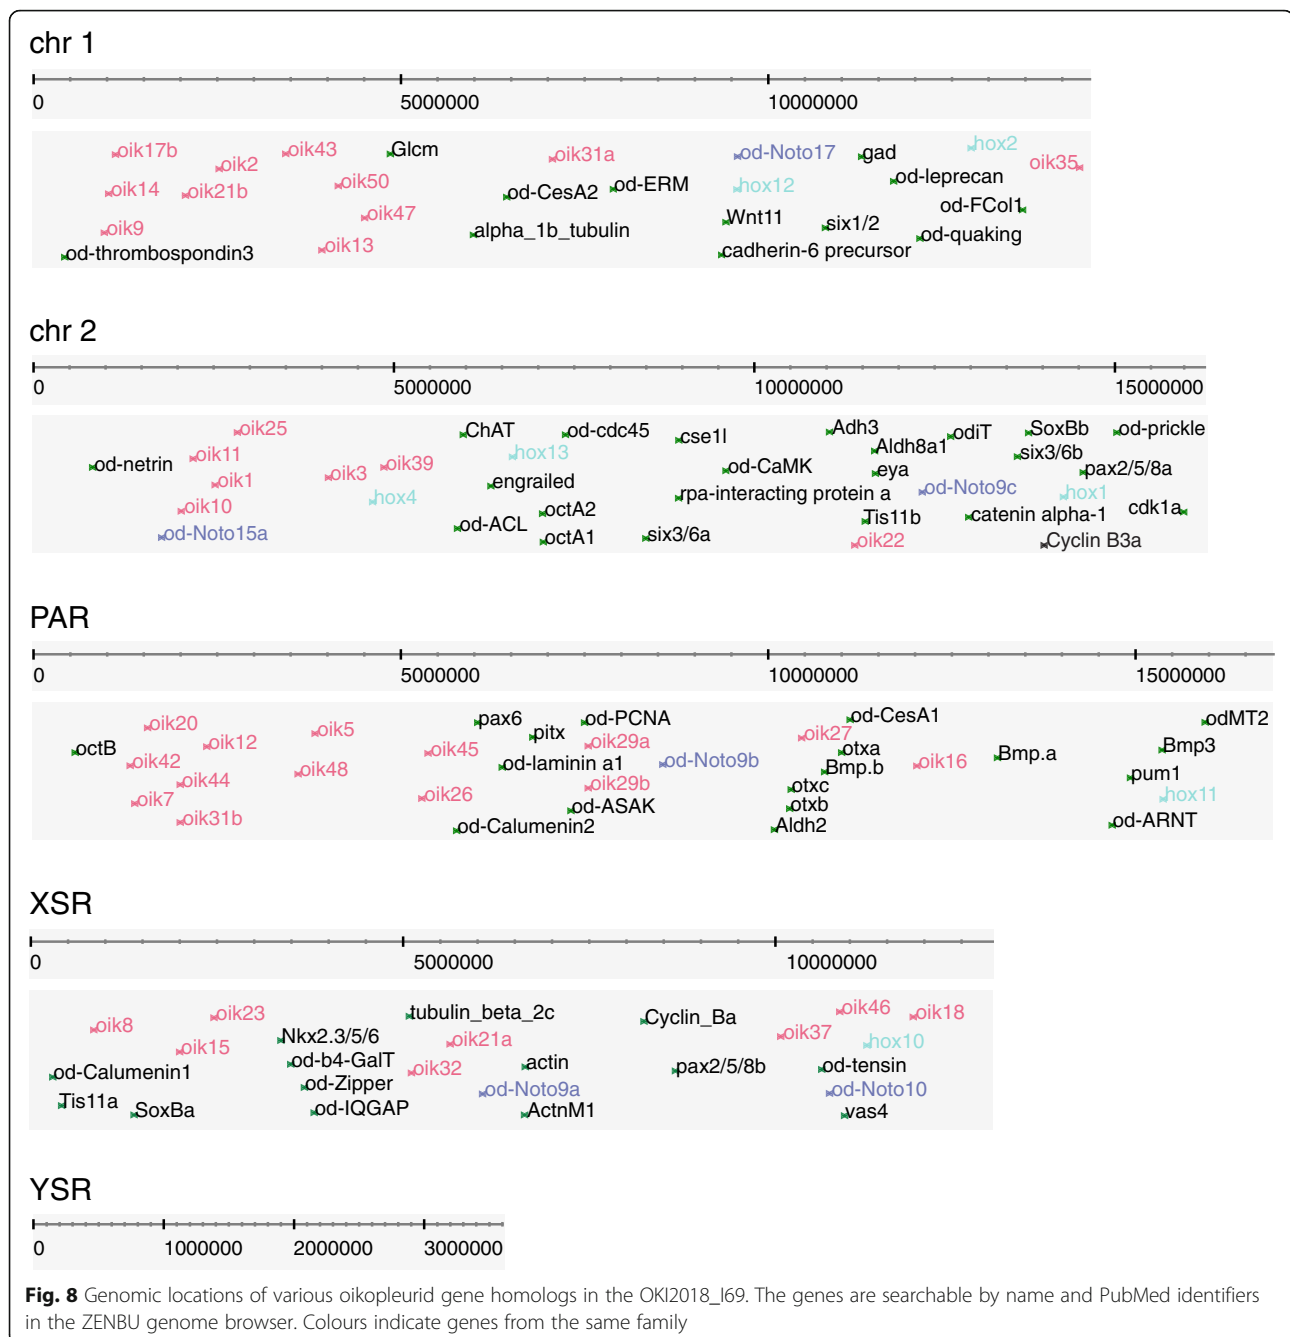 chr 1
0 5000000 10000000
oik17b oik43 Glcm oik31a od-Noto17 gad hox2
oik2 oik35
oik14 oik21b oik50 od-CesA2 od-ERM hox12 od-leprecan
oik47 Wnt11 six1/2 od-FCol1
oik9 oik13 alpha_1b_tubulin od-quaking
od-thrombospondin3 cadherin-6 precursor
chr 2
0 5000000 10000000 15000000
oik25 ChAT od-cdc45 cse1l Adh3 odiT SoxBb od-prickle
oik11 hox13 Aldh8a1 six3/6b
od-netrin oik1 oik3 oik39 engrailed od-CaMK eya pax2/5/8a
oik10 hox4 octA2 rpa-interacting protein a od-Noto9c hox1
od-Noto15a od-ACL octA1 six3/6a Tis11b catenin alpha-1 cdk1a
oik22 Cyclin B3a
PAR
0 5000000 10000000 15000000
oik20 oik5 pax6 od-PCNA od-CesA1 odMT2
octB oik12 pitx oik29a oik27 otxa Bmp3
oik42 oik48 oik45 od-laminin a1 od-Noto9b Bmp.b oik16 Bmp.a
oik44 oik29b otxc pum1
oik7 oik26 od-ASAK otxb hox11
oik31b od-Calumenin2 Aldh2 od-ARNT
XSR
0 5000000 10000000
oik8 oik23 tubulin_beta_2c Cyclin_Ba oik46 oik18
oik15 Nkx2.3/5/6 oik21a oik37 hox10
od-Calumenin1 od-b4-GalT oik32 actin pax2/5/8b od-tensin
Tis11a od-Zipper od-Noto9a od-Noto10
SoxBa od-IQGAP ActnM1 vas4
YSR
0 1000000 2000000 3000000
Fig. 8 Genomic locations of various oikopleurid gene homologs in the OKI2018_I69. The genes are searchable by name and PubMed identifiers
in the ZENBU genome browser. Colours indicate genes from the same family